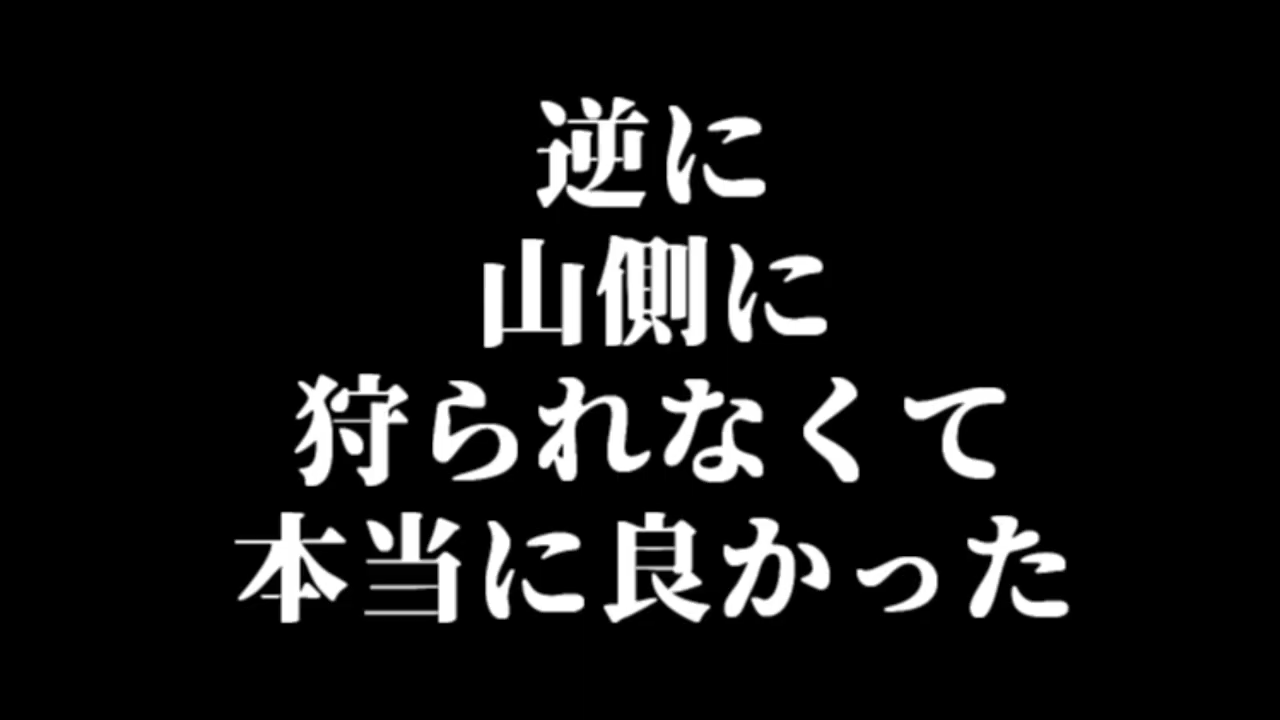 逆に
山側に
狩られなくて
本当に良かった